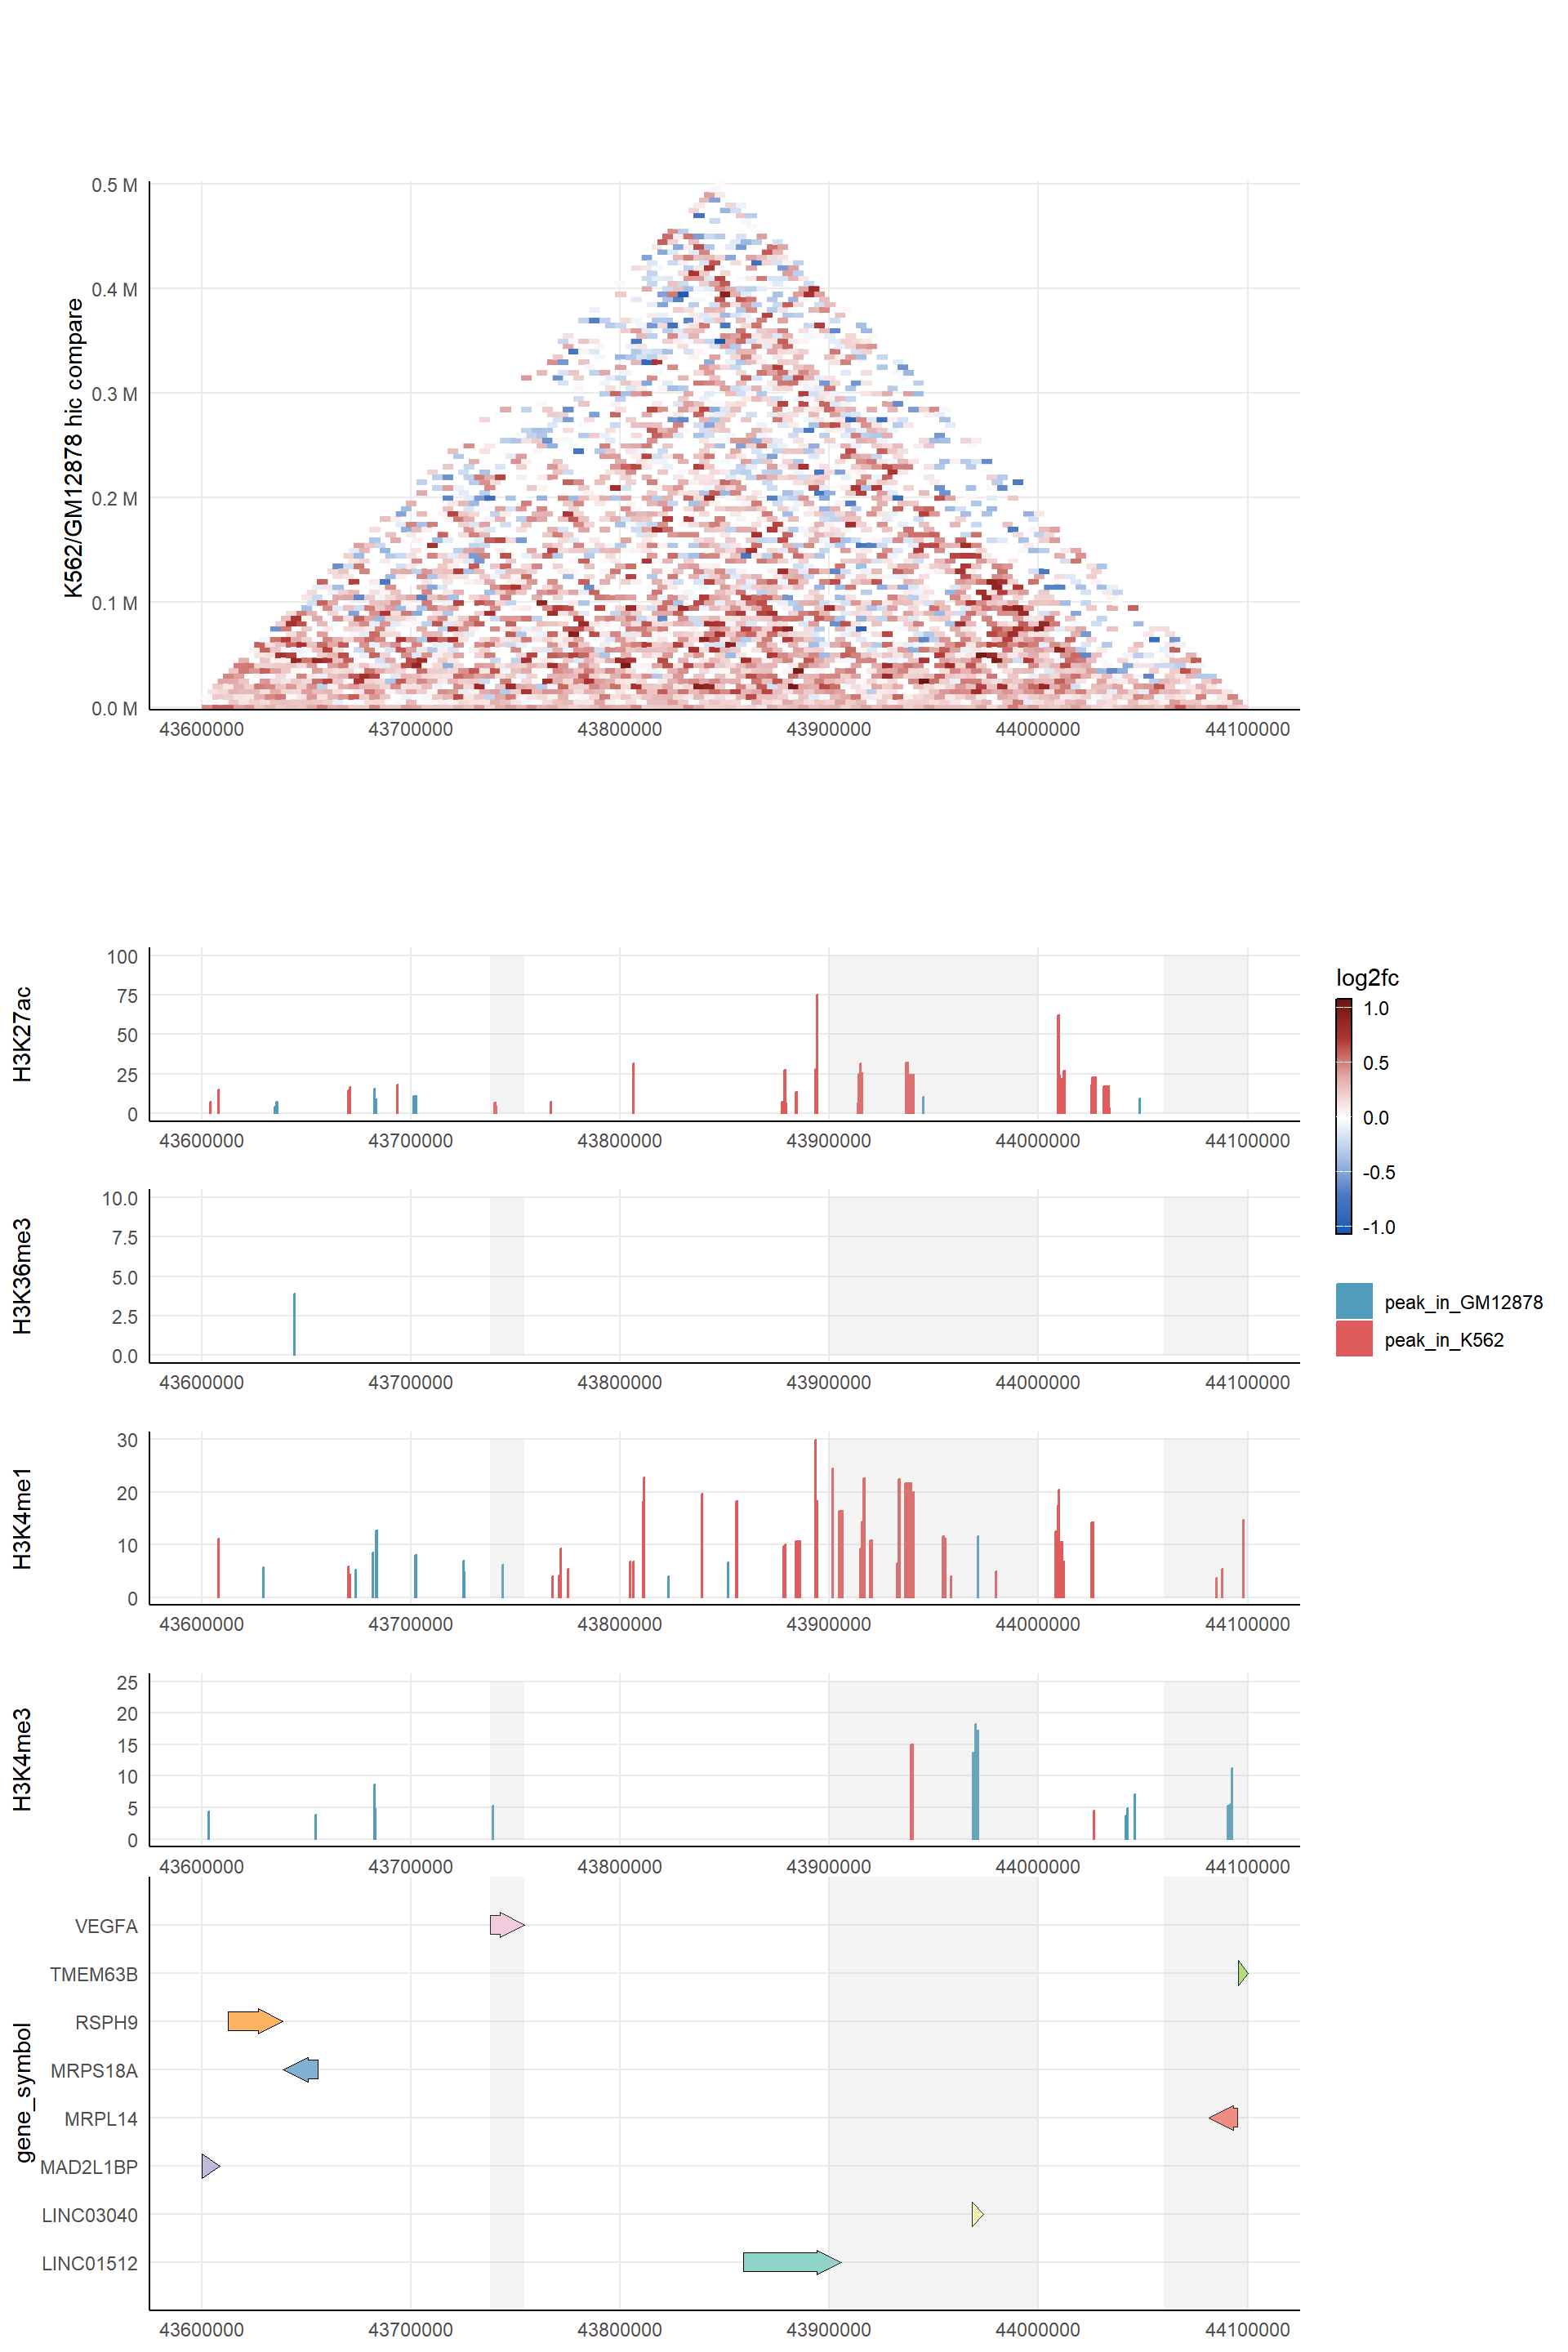 K562/GM12878 hic compare
0.5 M
0.4 M
0.3 M
0.2 M
0.1 M
0.0 M
43600000 43700000 43800000 43900000 44000000 44100000
H3K27ac
100
75
50
25
0
43600000 43700000 43800000 43900000 44000000 44100000
log2fc
1.0
0.5
0.0
-0.5
-1.0
peak_in_GM12878
peak_in_K562
H3K36me3
10.0
7.5
5.0
2.5
0.0
43600000 43700000 43800000 43900000 44000000 44100000
H3K4me1
30
20
10
0
43600000 43700000 43800000 43900000 44000000 44100000
H3K4me3
25
20
15
10
5
0
43600000 43700000 43800000 43900000 44000000 44100000
gene_symbol
VEGFA
TMEM63B
RSPH9
MRPS18A
MRPL14
MAD2L1BP
LINC03040
LINC01512
43600000 43700000 43800000 43900000 44000000 44100000